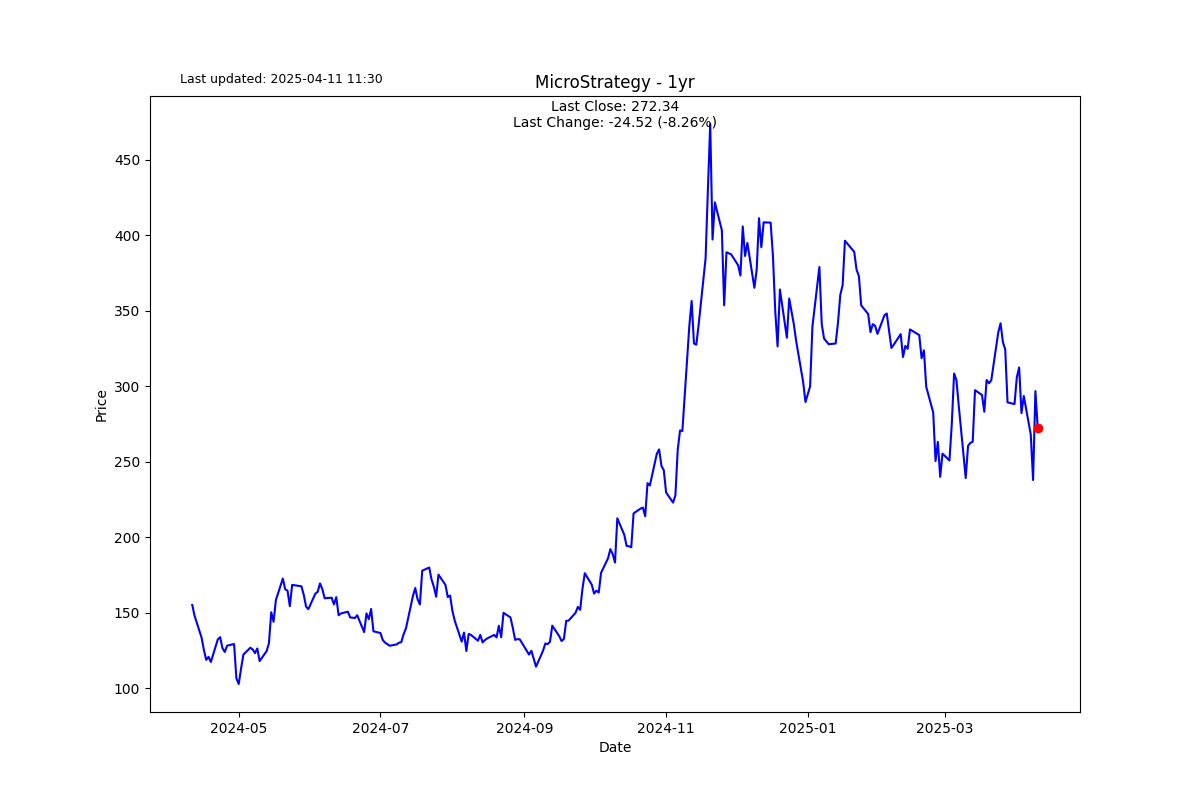 Last updated: 2025-04-11 11:30
MicroStrategy - 1yr
Last Close: 272.34
Last Change: -24.52 (-8.26%)
450
400
350
300
250
200
150
100
Price
2024-05
2024-07
2024-09
2024-11
2025-01
2025-03
Date